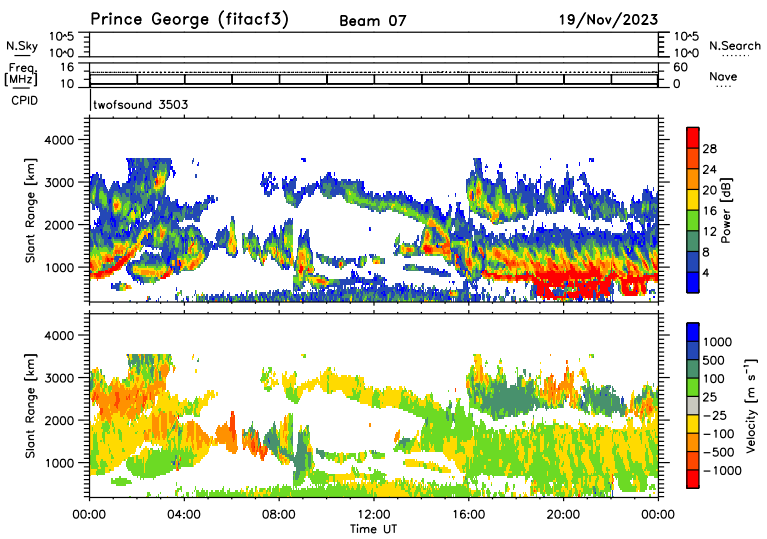 Prince George (fitacf3) Beam 07 19/Nov/2023
N.Sky 10^5 10^0 10^5 10^0 N.Search
Freq. [MHz] 16 10 60 0 Nave
CPID twofsound 3503
Slant Range [km] 4000 3000 2000 1000
Power [dB] 28 24 20 16 12 8 4
Slant Range [km] 4000 3000 2000 1000
Velocity [m s⁻¹] 1000 500 100 25 −25 −100 −500 −1000
00:00 04:00 08:00 12:00 16:00 20:00 00:00
Time UT